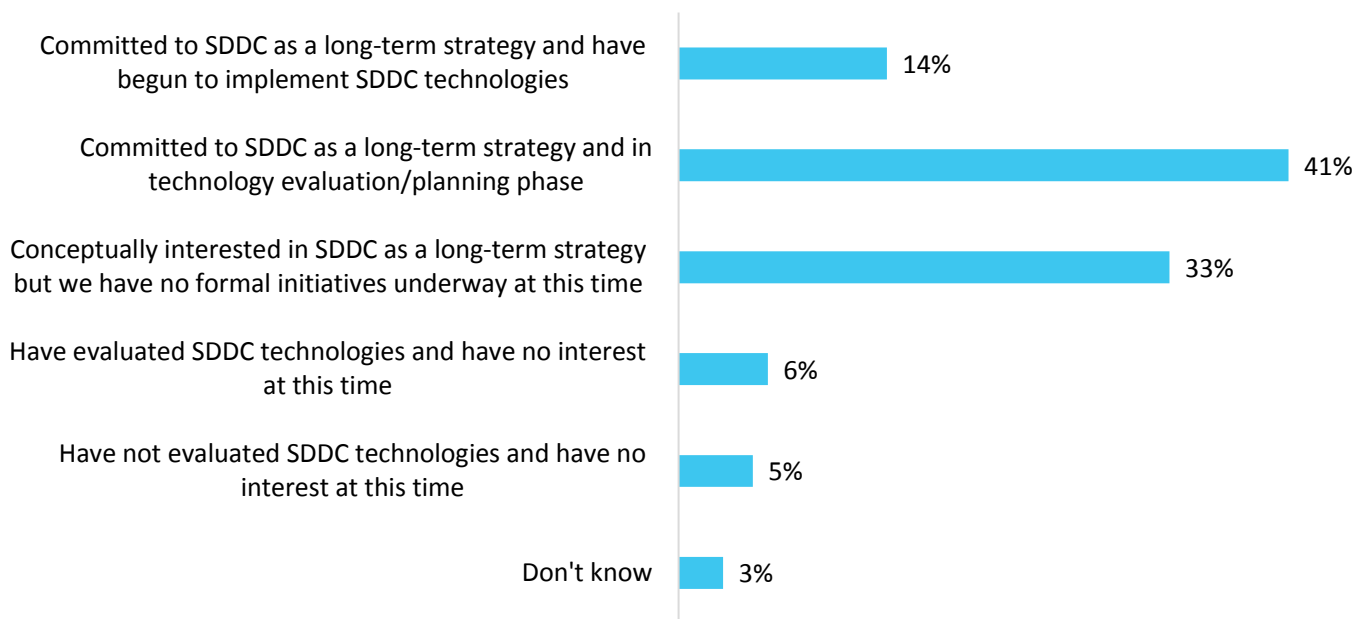 Committed to SDDC as a long-term strategy and have
begun to implement SDDC technologies
14%
Committed to SDDC as a long-term strategy and in
technology evaluation/planning phase
41%
Conceptually interested in SDDC as a long-term strategy
but we have no formal initiatives underway at this time
33%
Have evaluated SDDC technologies and have no interest
at this time
6%
Have not evaluated SDDC technologies and have no
interest at this time
5%
Don't know
3%